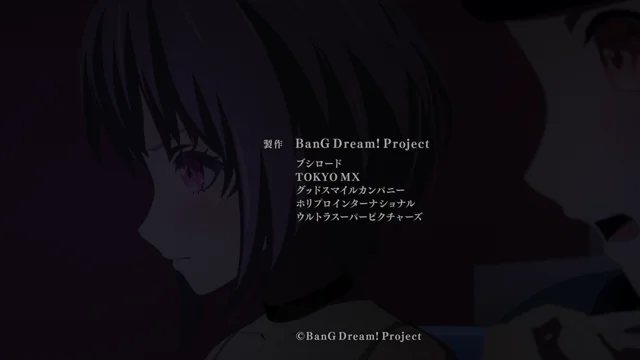 製作 BanG Dream! Project
ブシロード
TOKYO MX
グッドスマイルカンパニー
ホリプロインターナショナル
ウルトラスーパーピクチャーズ
©BanG Dream! Project